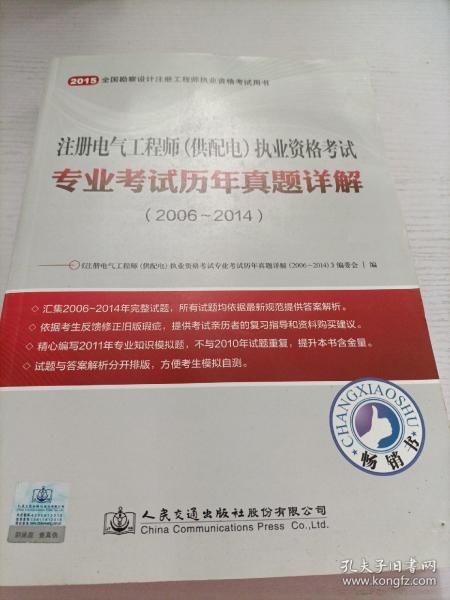 2015 全国勘察设计注册工程师执业资格考试用书
注册电气工程师(供配电)执业资格考试
专业考试历年真题详解
(2006~2014)
《注册电气工程师(供配电)执业资格考试专业考试历年真题详解(2006~2014)》编委会 | 编
◇ 汇集2006~2014年完整试题,所有试题均依据最新规范提供答案解析。
◇ 依据考生反馈修正旧版瑕疵,提供考试亲历者的复习指导和资料购买建议。
◇ 精心编写2011年专业知识模拟题,不与2010年试题重复,提升本书含金量。
◇ 试题与答案解析分开排版,方便考生模拟自测。
CHANGXIAOSHU
畅销书
人民交通出版社股份有限公司
China Communications Press Co.,Ltd.
刮涂层 查真伪
孔夫子旧书网
www.kongfz.com